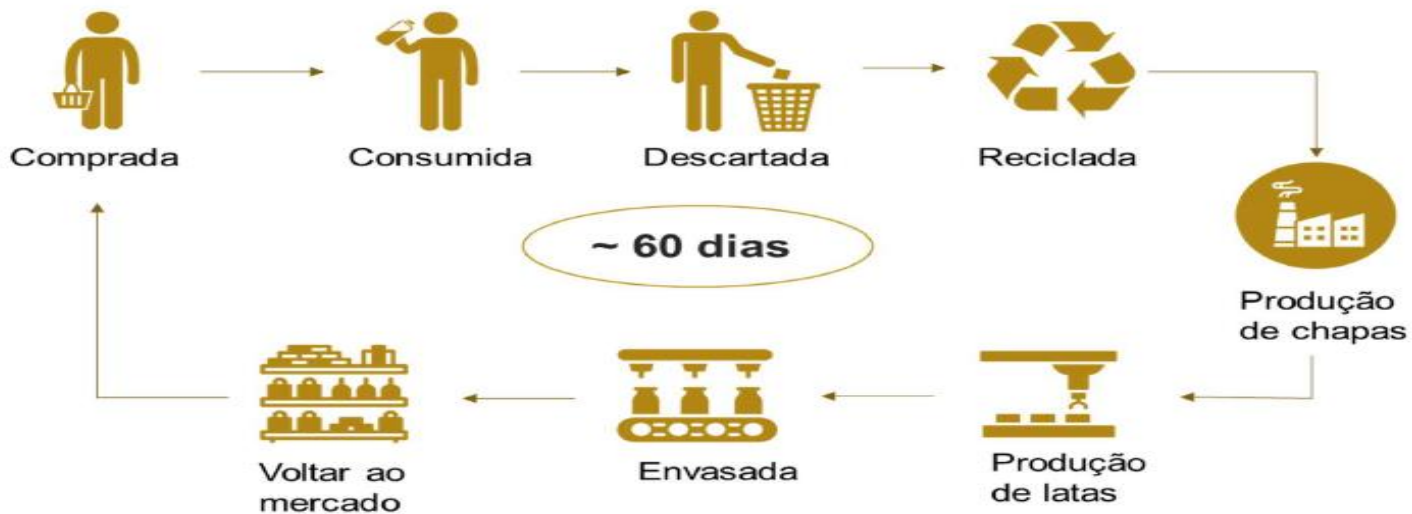 Comprada
Consumida
Descartada
Reciclada
~ 60 dias
Produção
de chapas
Produção
de latas
Envasada
Voltar ao
mercado